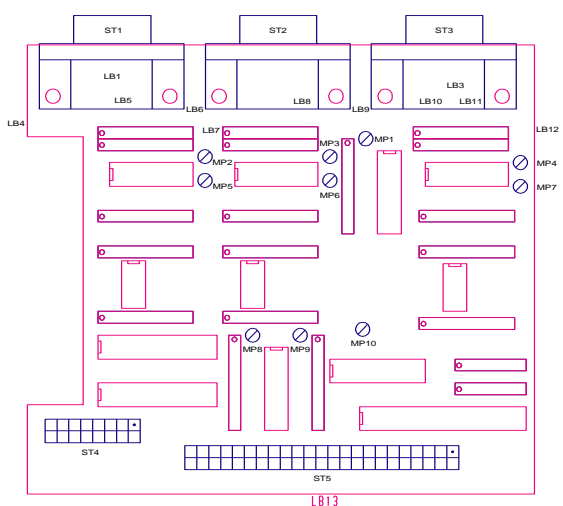 ST1 ST2 ST3
LB1 LB3
LB5 LB8 LB10 LB11
LB6 LB9
LB4 LB7 LB12
MP3 MP1
MP2 MP4
MP5 MP6 MP7
MP8 MP9 MP10
ST4
ST5
LB13